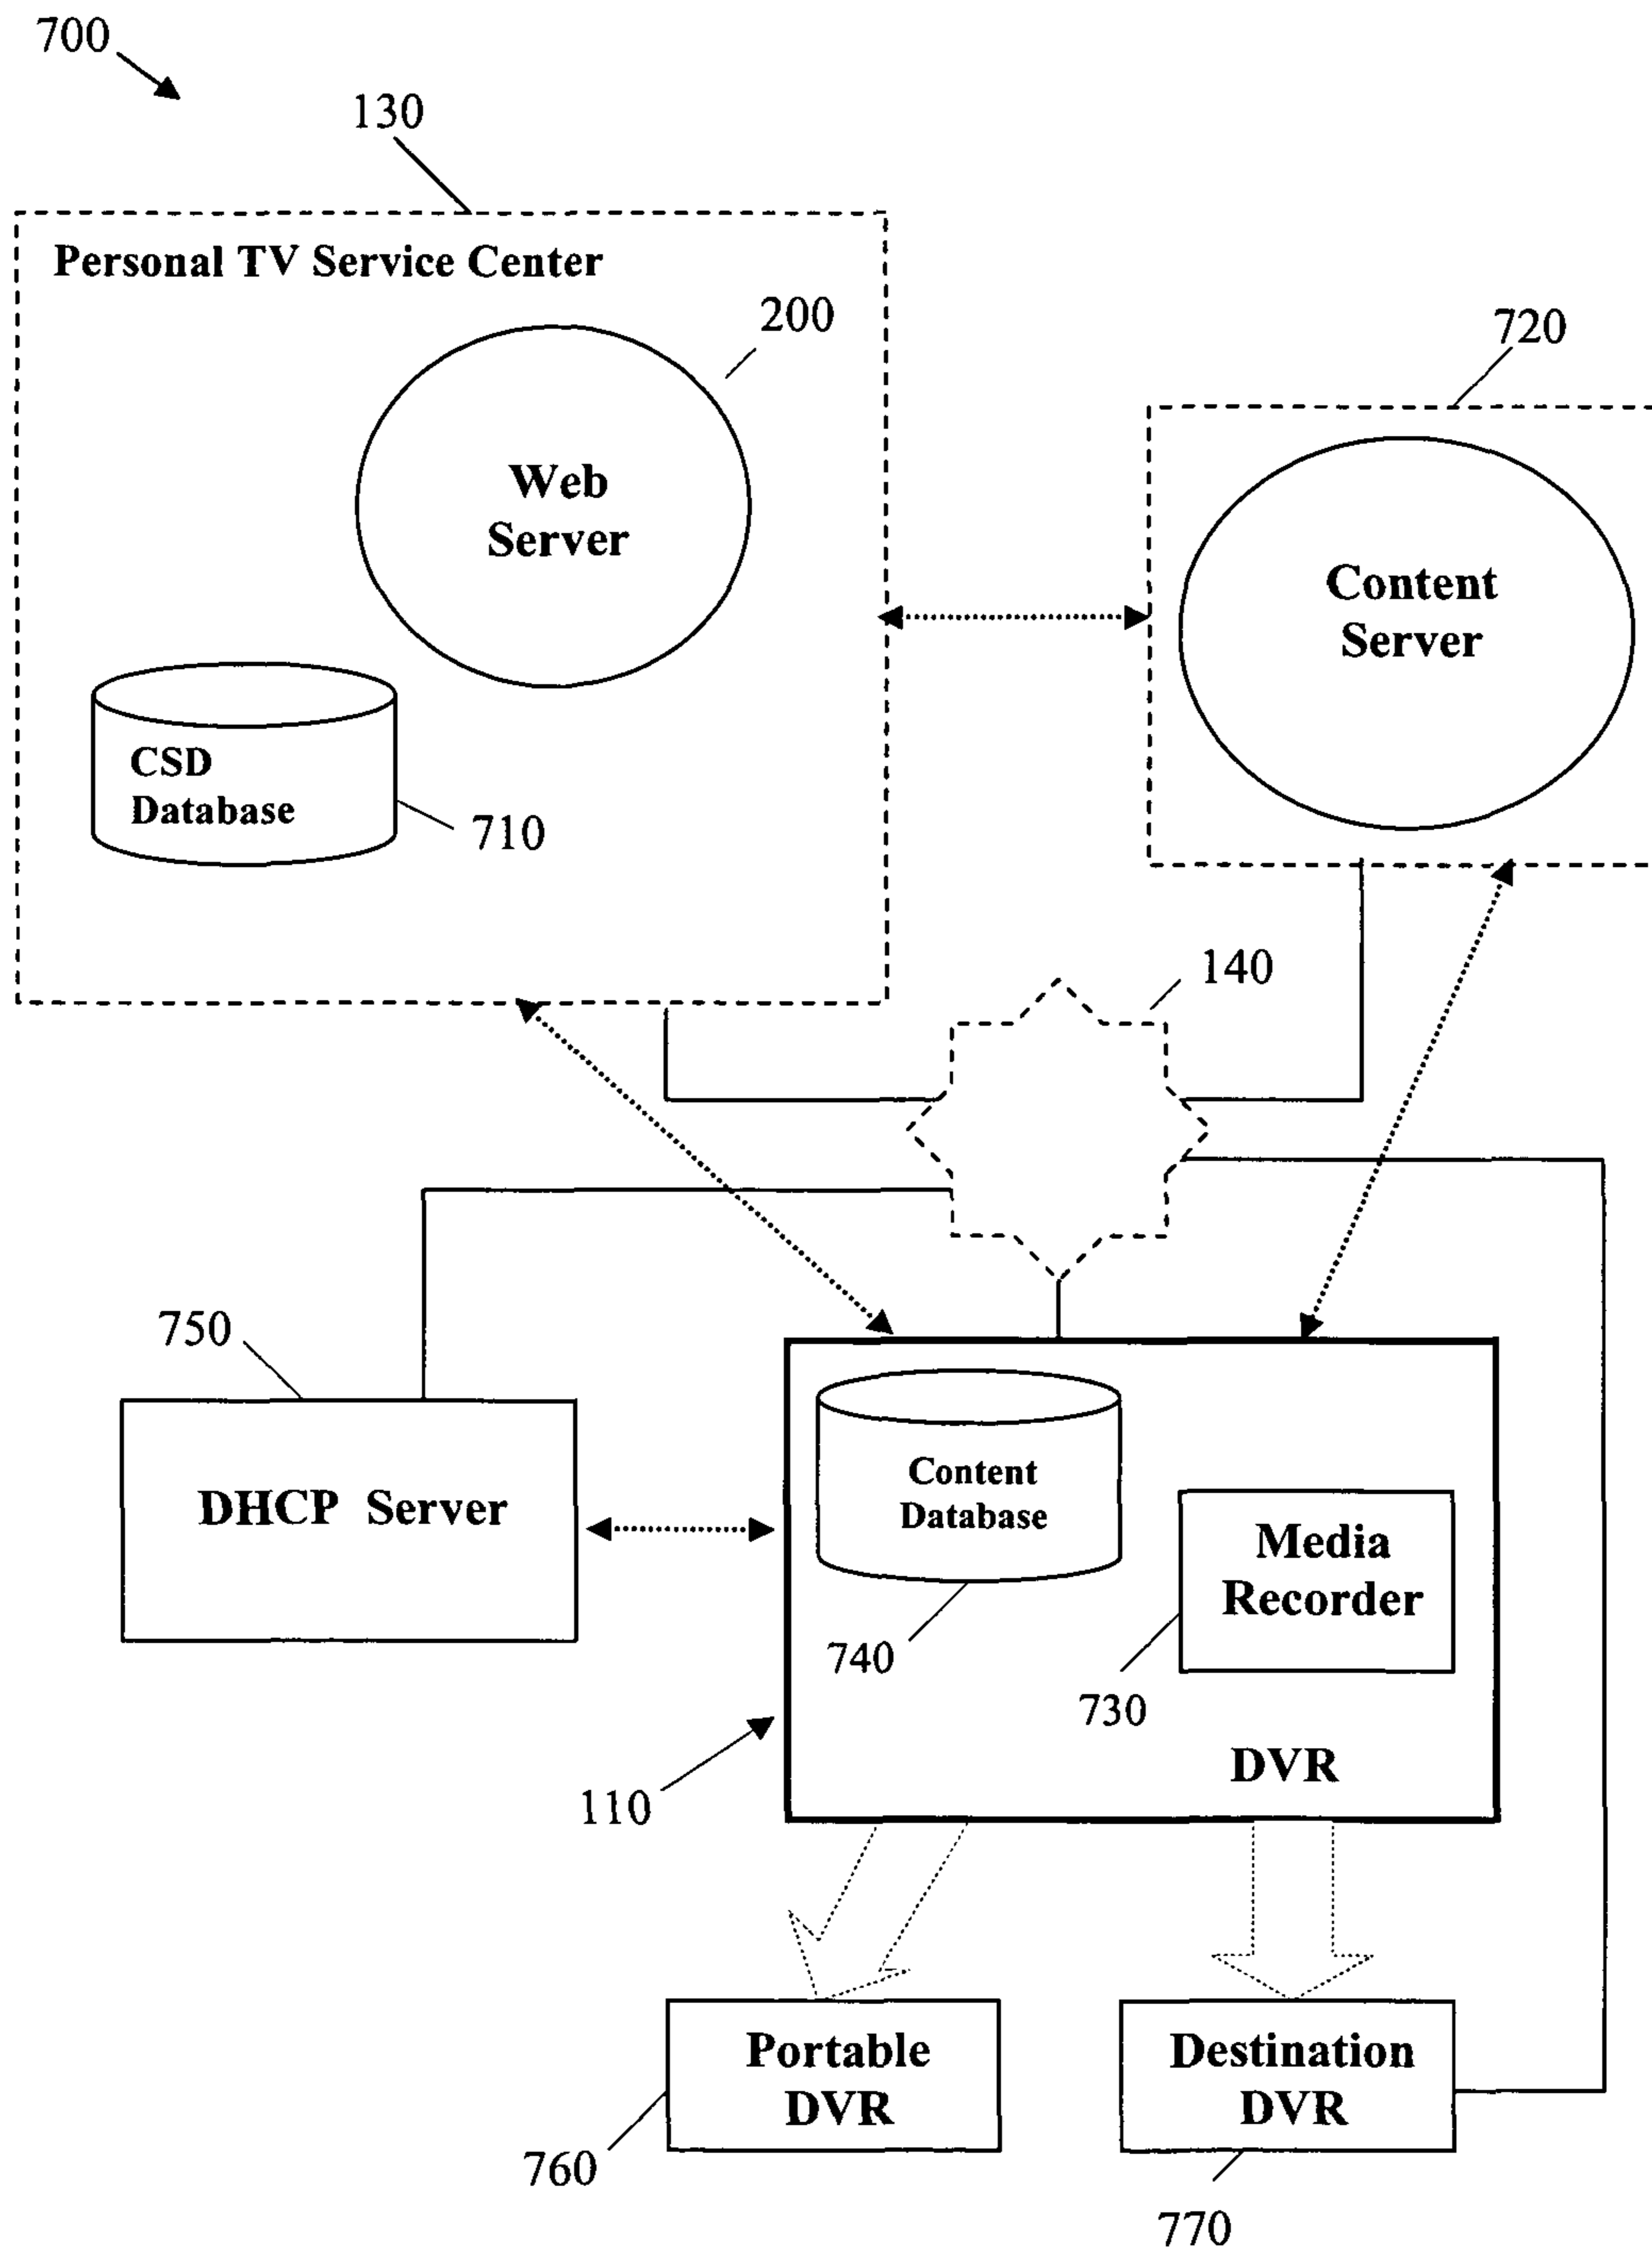 700
130
Personal TV Service Center
200
720
Web
Server
Content
Server
CSD
Database
710
140
750
Content
Database
DHCP Server
Media
Recorder
740
730
DVR
110
Portable
DVR
Destination
DVR
760
770